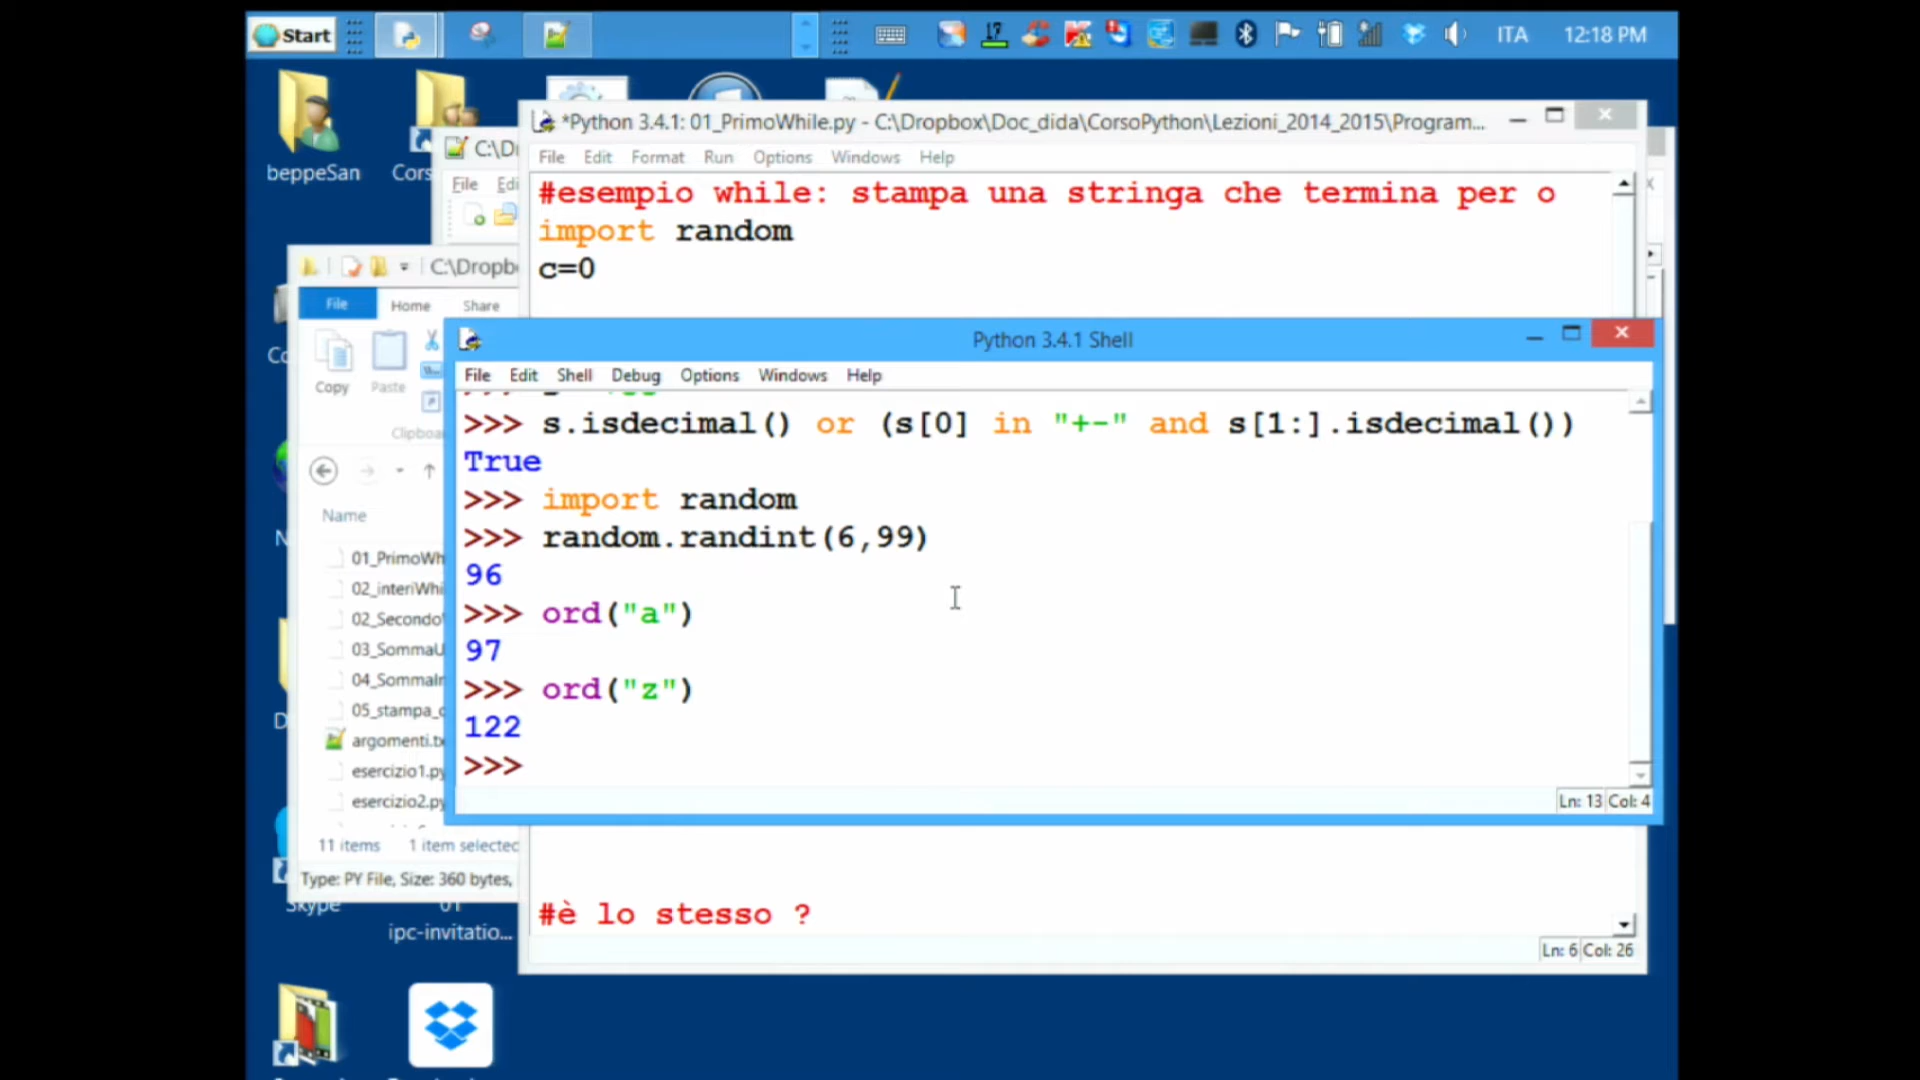 Start
17
ITA
12:18 PM
beppeSan
Cors
C:\D
File Edi
*Python 3.4.1: 01_PrimoWhile.py - C:\Dropbox\Doc_dida\CorsoPython\Lezioni_2014_2015\Program...
File Edit Format Run Options Windows Help
#esempio while: stampa una stringa che termina per o
import random
c=0
C:\Dropbo
File Home Share
Copy Paste
Clipboa
Name
01_PrimoWh
02_interiWhi
02_Secondo
03_SommaU
04_SommaIn
05_stampa_c
argomenti.tx
esercizio1.py
esercizio2.py
11 items 1 item selected
Type: PY File, Size: 360 bytes,
Python 3.4.1 Shell
File Edit Shell Debug Options Windows Help
>>> s.isdecimal() or (s[0] in "+-" and s[1:].isdecimal())
True
>>> import random
>>> random.randint(6,99)
96
>>> ord("a")
97
>>> ord("z")
122
>>>
Ln: 13 Col: 4
#è lo stesso ?
Ln: 6 Col: 26
Skype
ipc-invitatio...